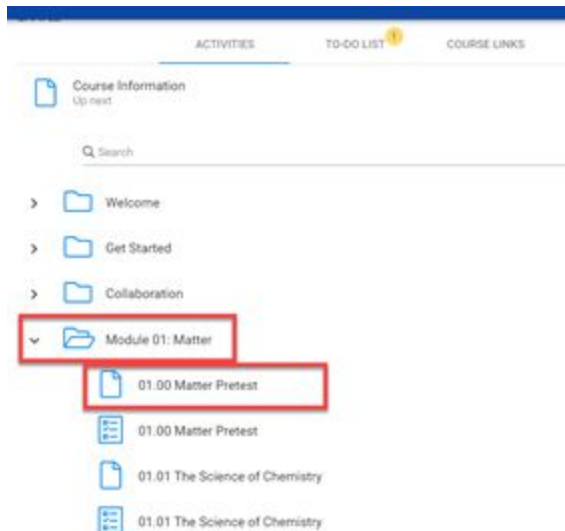 ACTIVITIES TO-DO LIST ! COURSE LINKS
Course Information
Up next
Search
Welcome
Get Started
Collaboration
Module 01: Matter
01.00 Matter Pretest
01.00 Matter Pretest
01.01 The Science of Chemistry
01.01 The Science of Chemistry